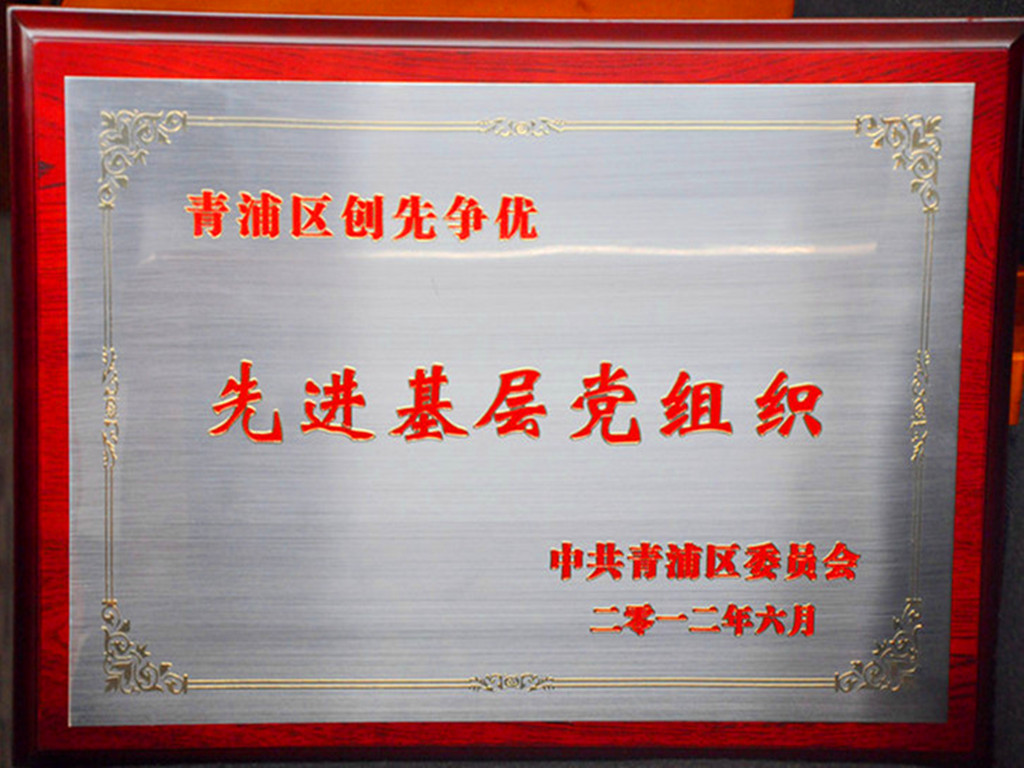 青浦区创先争优
先进基层党组织
中共青浦区委员会
二零一二年六月